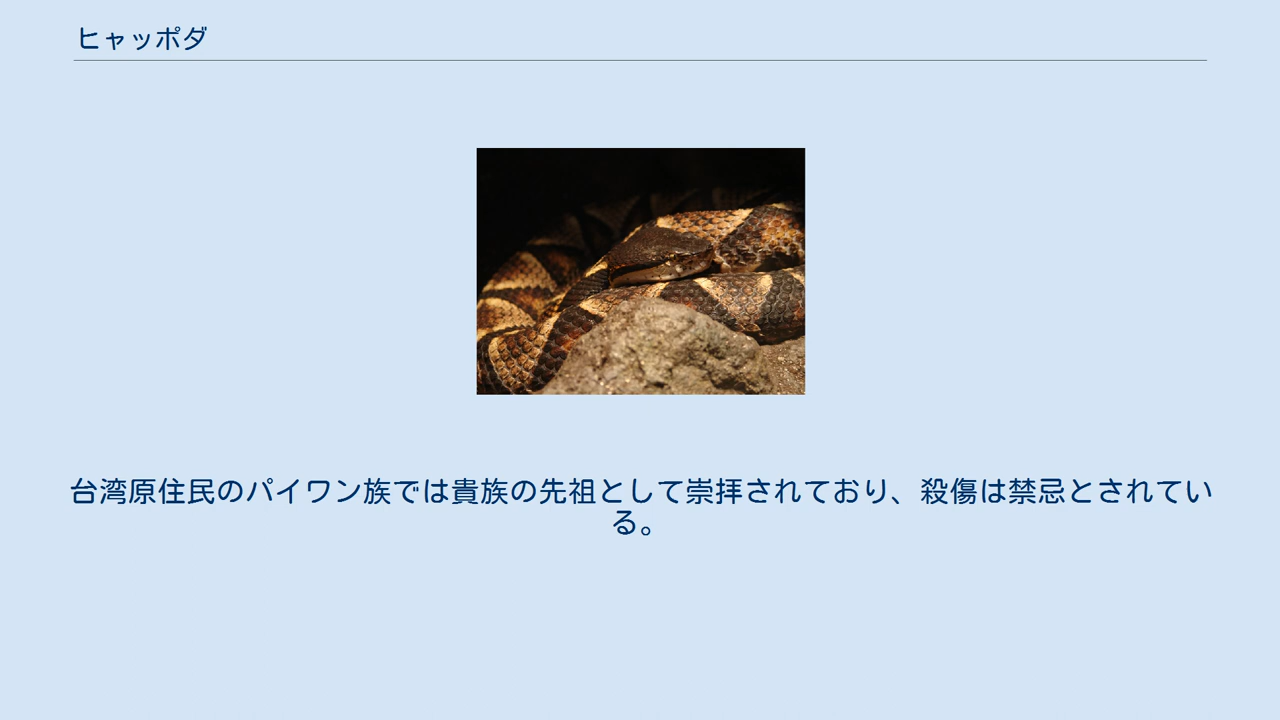 ヒャッポダ
台湾原住民のパイワン族では貴族の先祖として崇拝されており、殺傷は禁忌とされてい
る。